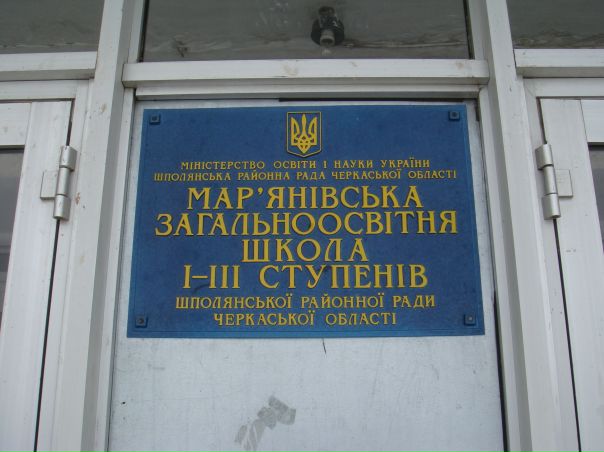 МІНІСТЕРСТВО ОСВІТИ І НАУКИ УКРАЇНИ
ШПОЛЯНСЬКА РАЙОННА РАДА ЧЕРКАСЬКОЇ ОБЛАСТІ
МАР’ЯНІВСЬКА
ЗАГАЛЬНООСВІТНЯ
ШКОЛА
І–ІІІ СТУПЕНІВ
ШПОЛЯНСЬКОЇ РАЙОННОЇ РАДИ
ЧЕРКАСЬКОЇ ОБЛАСТІ